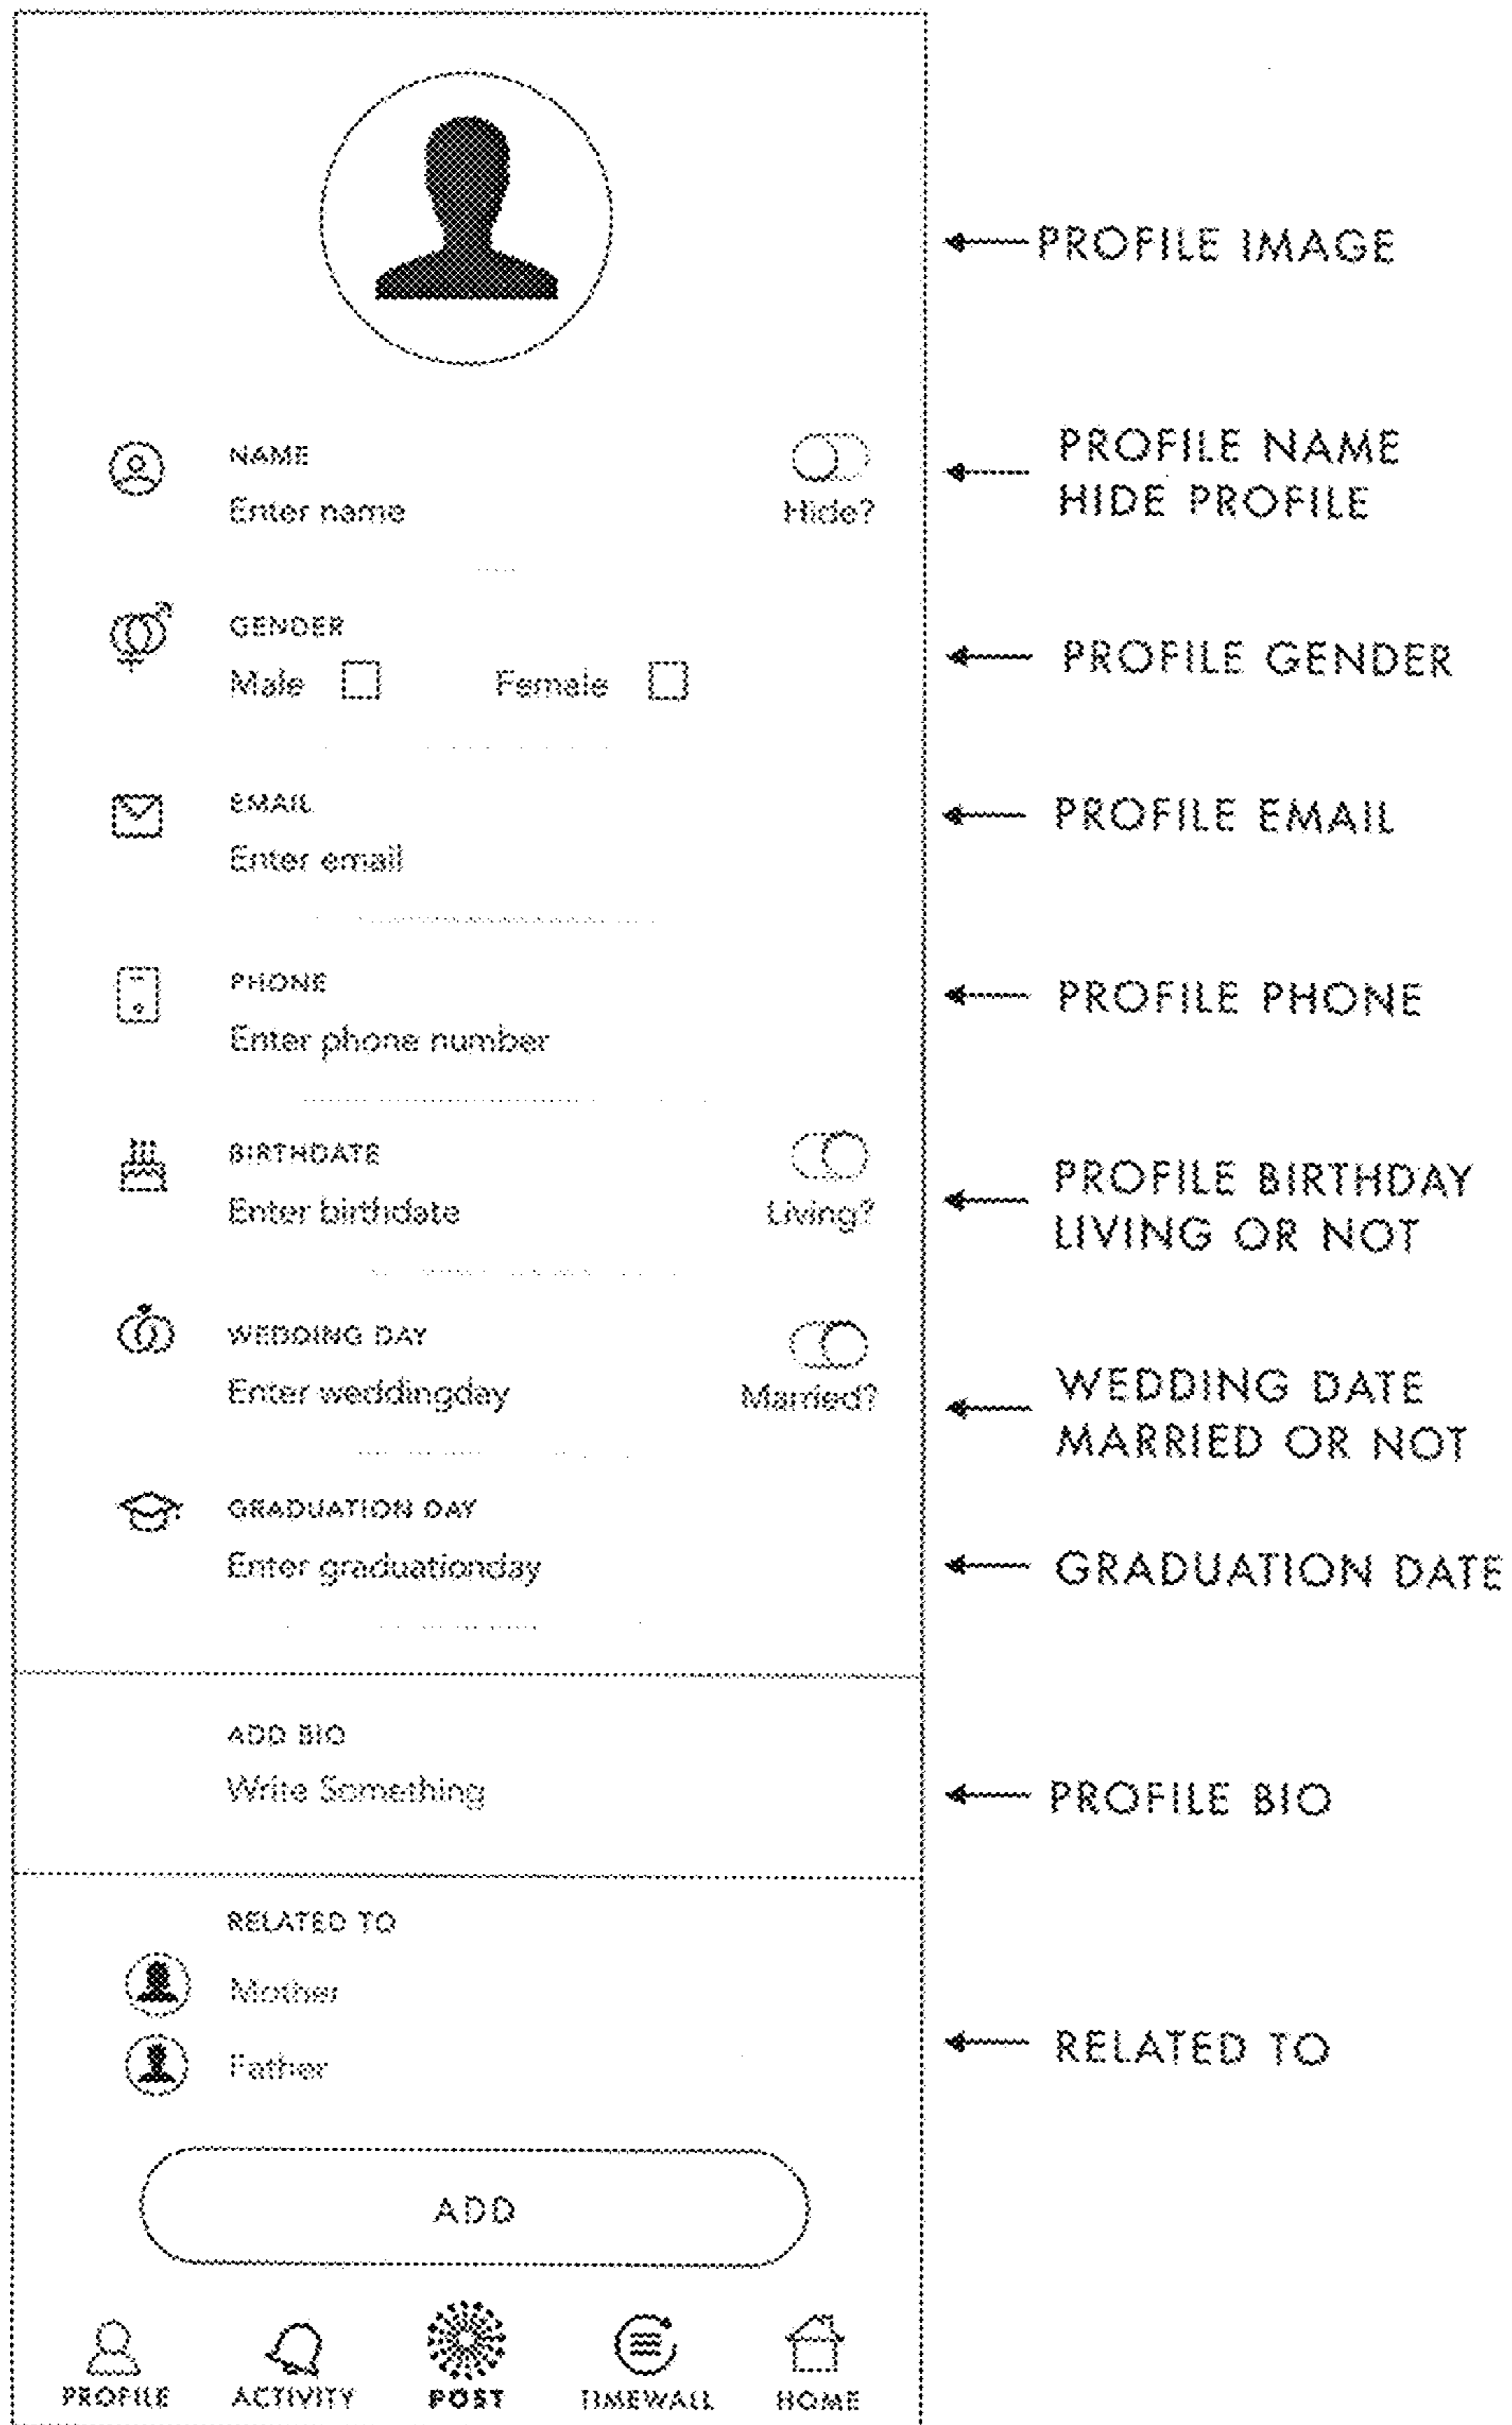 PROFILE IMAGE
NAME
Enter name
Hide?
PROFILE NAME
HIDE PROFILE
GENDER
Male Female
PROFILE GENDER
EMAIL
Enter email
PROFILE EMAIL
PHONE
Enter phone number
PROFILE PHONE
BIRTHDATE
Enter birthdate
Living?
PROFILE BIRTHDAY
LIVING OR NOT
WEDDING DAY
Enter weddingday
Married?
WEDDING DATE
MARRIED OR NOT
GRADUATION DAY
Enter graduationday
GRADUATION DATE
ADD BIO
Write Something
PROFILE BIO
RELATED TO
Mother
Father
RELATED TO
ADD
PROFILE ACTIVITY POST TIMEWALL HOME